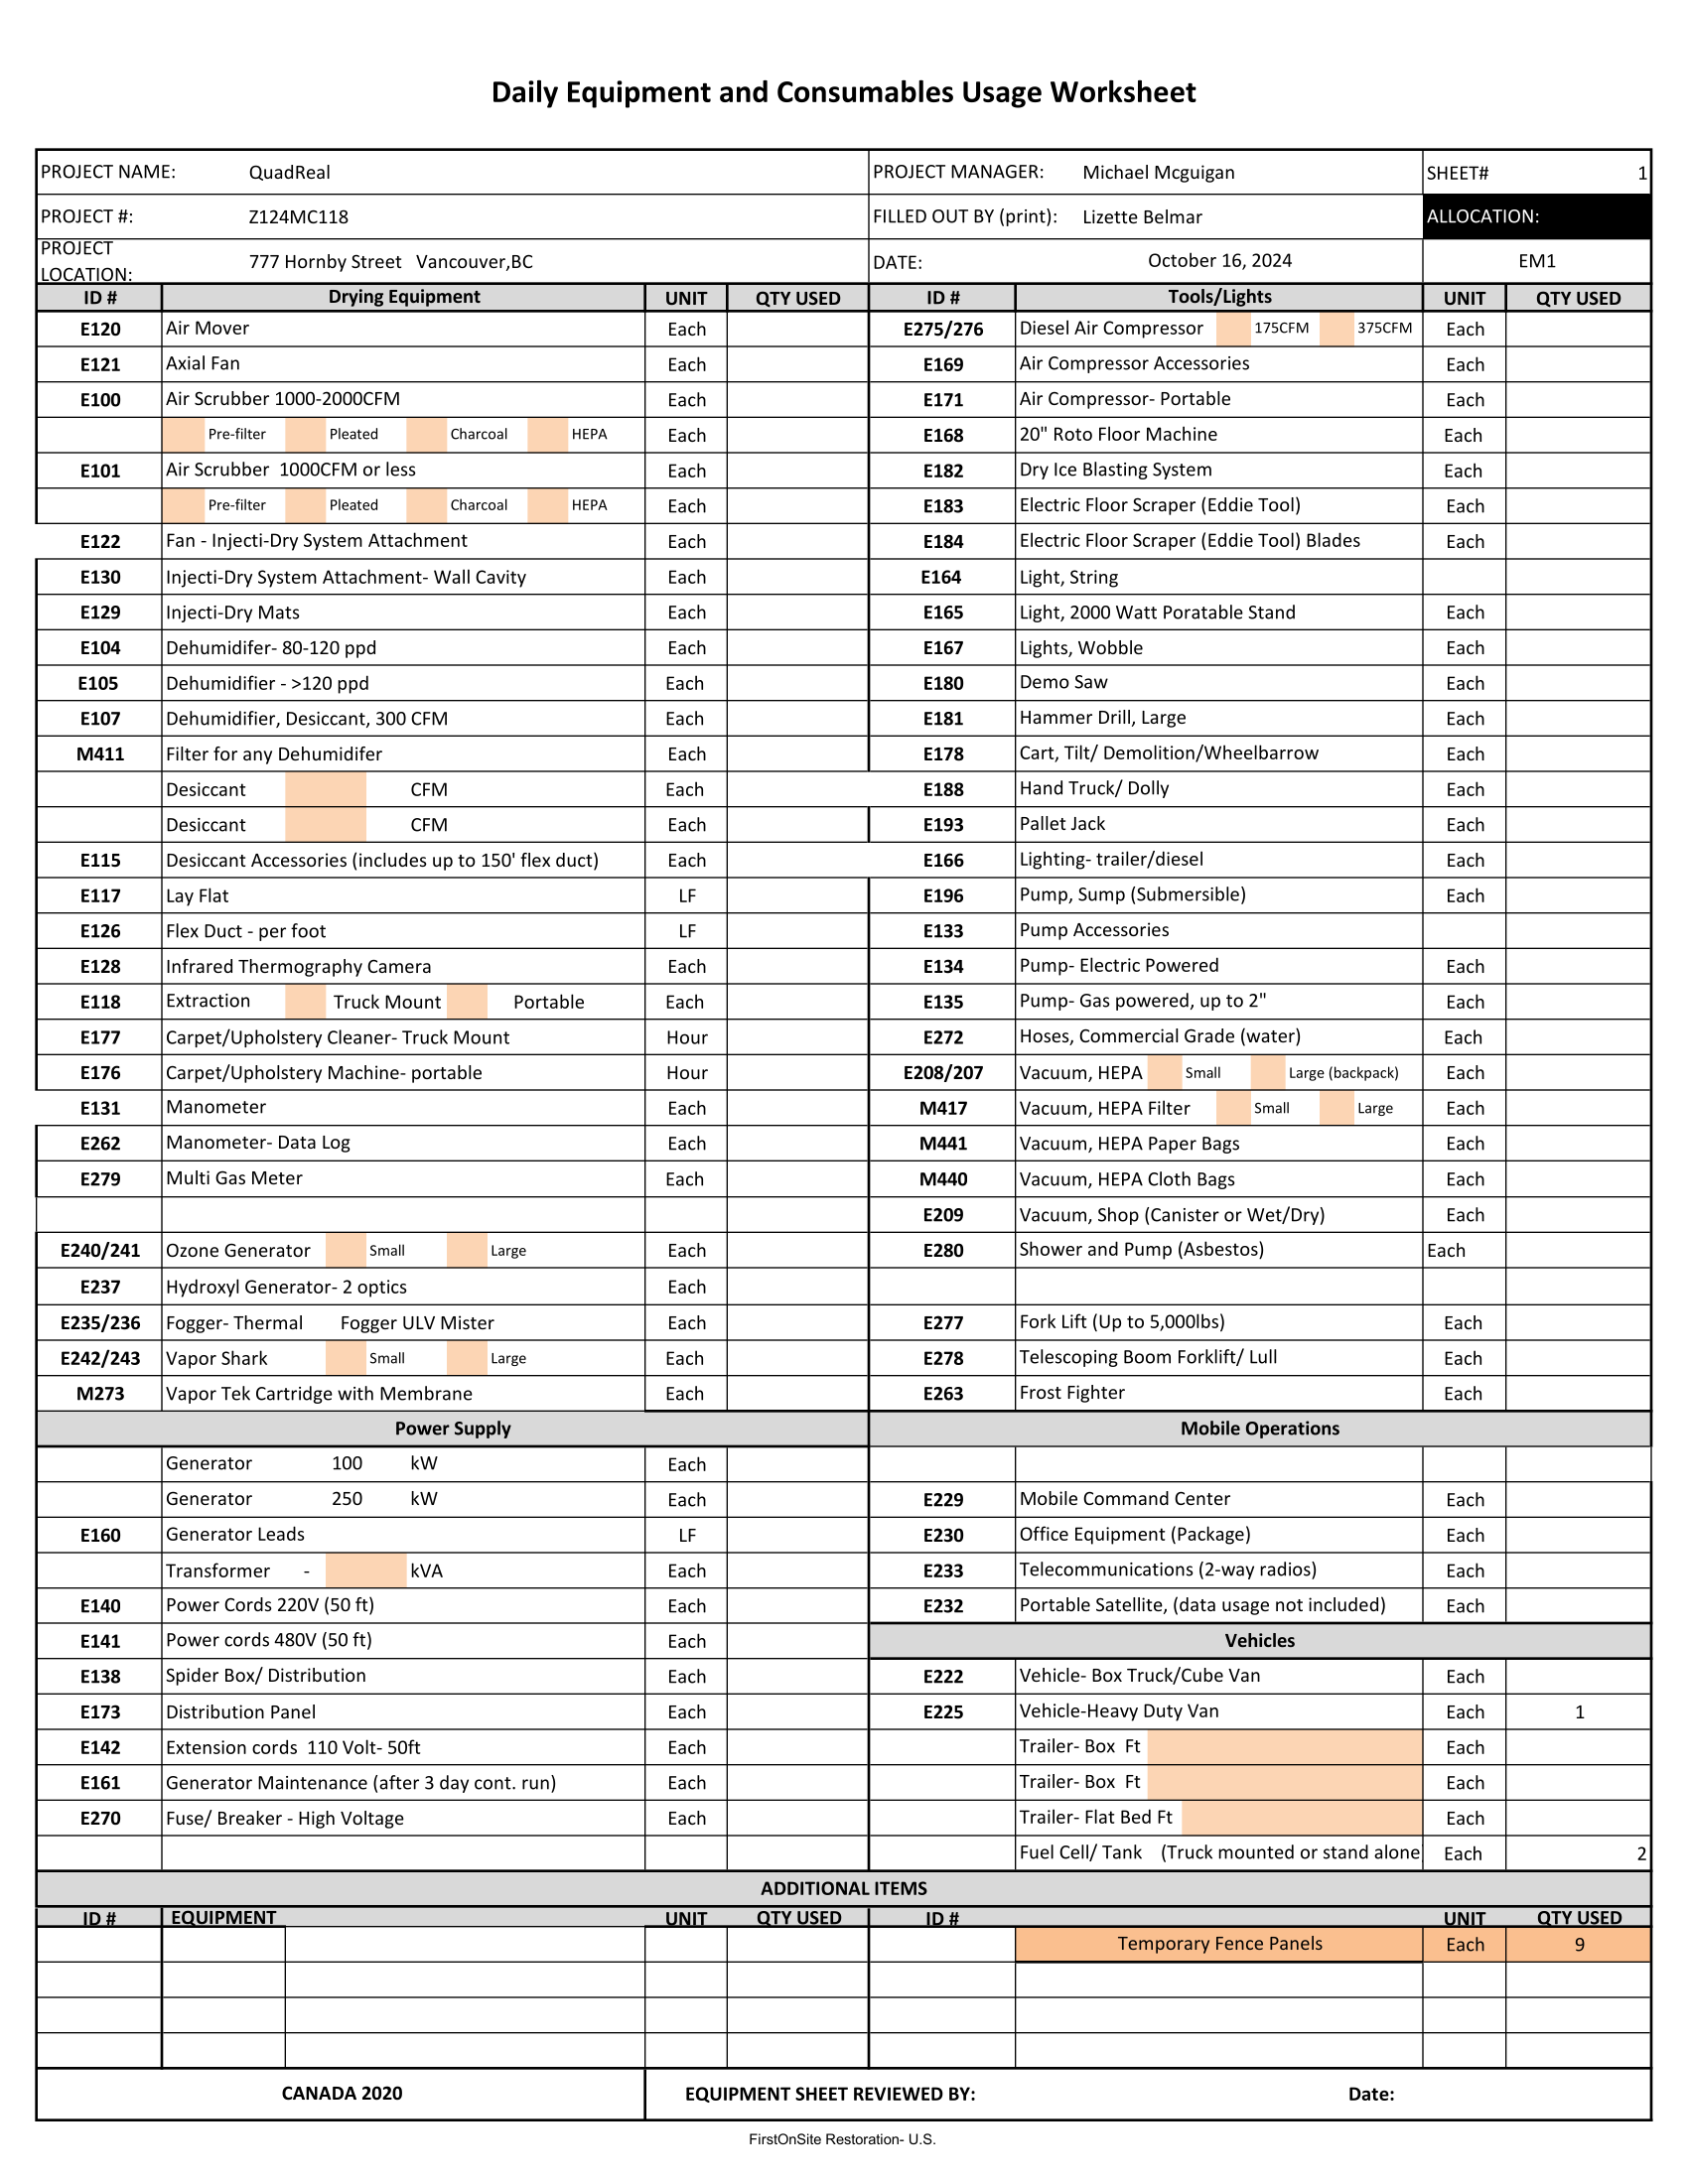 Daily Equipment and Consumables Usage Worksheet
PROJECT NAME: QuadReal PROJECT MANAGER: Michael Mcguigan SHEET# 1
PROJECT #: Z124MC118 FILLED OUT BY (print): Lizette Belmar ALLOCATION:
PROJECT LOCATION: 777 Hornby Street Vancouver,BC DATE: October 16, 2024 EM1
ID # Drying Equipment UNIT QTY USED ID # Tools/Lights UNIT QTY USED
E120 Air Mover Each E275/276 Diesel Air Compressor 175CFM 375CFM Each
E121 Axial Fan Each E169 Air Compressor Accessories Each
E100 Air Scrubber 1000-2000CFM Each E171 Air Compressor- Portable Each
Pre-filter Pleated Charcoal HEPA Each E168 20" Roto Floor Machine Each
E101 Air Scrubber 1000CFM or less Each E182 Dry Ice Blasting System Each
Pre-filter Pleated Charcoal HEPA Each E183 Electric Floor Scraper (Eddie Tool) Each
E122 Fan - Injecti-Dry System Attachment Each E184 Electric Floor Scraper (Eddie Tool) Blades Each
E130 Injecti-Dry System Attachment- Wall Cavity Each E164 Light, String
E129 Injecti-Dry Mats Each E165 Light, 2000 Watt Poratable Stand Each
E104 Dehumidifer- 80-120 ppd Each E167 Lights, Wobble Each
E105 Dehumidifier - >120 ppd Each E180 Demo Saw Each
E107 Dehumidifier, Desiccant, 300 CFM Each E181 Hammer Drill, Large Each
M411 Filter for any Dehumidifer Each E178 Cart, Tilt/ Demolition/Wheelbarrow Each
Desiccant CFM Each E188 Hand Truck/ Dolly Each
Desiccant CFM Each E193 Pallet Jack Each
E115 Desiccant Accessories (includes up to 150' flex duct) Each E166 Lighting- trailer/diesel Each
E117 Lay Flat LF E196 Pump, Sump (Submersible) Each
E126 Flex Duct - per foot LF E133 Pump Accessories
E128 Infrared Thermography Camera Each E134 Pump- Electric Powered Each
E118 Extraction Truck Mount Portable Each E135 Pump- Gas powered, up to 2" Each
E177 Carpet/Upholstery Cleaner- Truck Mount Hour E272 Hoses, Commercial Grade (water) Each
E176 Carpet/Upholstery Machine- portable Hour E208/207 Vacuum, HEPA Small Large (backpack) Each
E131 Manometer Each M417 Vacuum, HEPA Filter Small Large Each
E262 Manometer- Data Log Each M441 Vacuum, HEPA Paper Bags Each
E279 Multi Gas Meter Each M440 Vacuum, HEPA Cloth Bags Each
E209 Vacuum, Shop (Canister or Wet/Dry) Each
E240/241 Ozone Generator Small Large Each E280 Shower and Pump (Asbestos) Each
E237 Hydroxyl Generator- 2 optics Each
E235/236 Fogger- Thermal Fogger ULV Mister Each E277 Fork Lift (Up to 5,000lbs) Each
E242/243 Vapor Shark Small Large Each E278 Telescoping Boom Forklift/ Lull Each
M273 Vapor Tek Cartridge with Membrane Each E263 Frost Fighter Each
Power Supply Mobile Operations
Generator 100 kW Each
Generator 250 kW Each E229 Mobile Command Center Each
E160 Generator Leads LF E230 Office Equipment (Package) Each
Transformer - kVA Each E233 Telecommunications (2-way radios) Each
E140 Power Cords 220V (50 ft) Each E232 Portable Satellite, (data usage not included) Each
E141 Power cords 480V (50 ft) Each Vehicles
E138 Spider Box/ Distribution Each E222 Vehicle- Box Truck/Cube Van Each
E173 Distribution Panel Each E225 Vehicle-Heavy Duty Van Each 1
E142 Extension cords 110 Volt- 50ft Each Trailer- Box Ft Each
E161 Generator Maintenance (after 3 day cont. run) Each Trailer- Box Ft Each
E270 Fuse/ Breaker - High Voltage Each Trailer- Flat Bed Ft Each
Fuel Cell/ Tank (Truck mounted or stand alone Each 2
ADDITIONAL ITEMS
ID # EQUIPMENT UNIT QTY USED ID # UNIT QTY USED
Temporary Fence Panels Each 9
CANADA 2020 EQUIPMENT SHEET REVIEWED BY: Date:
FirstOnSite Restoration- U.S.